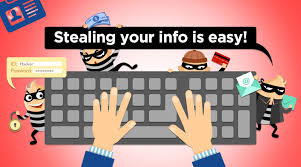 Stealing your info is easy!
ID: Hacker
Password: ********